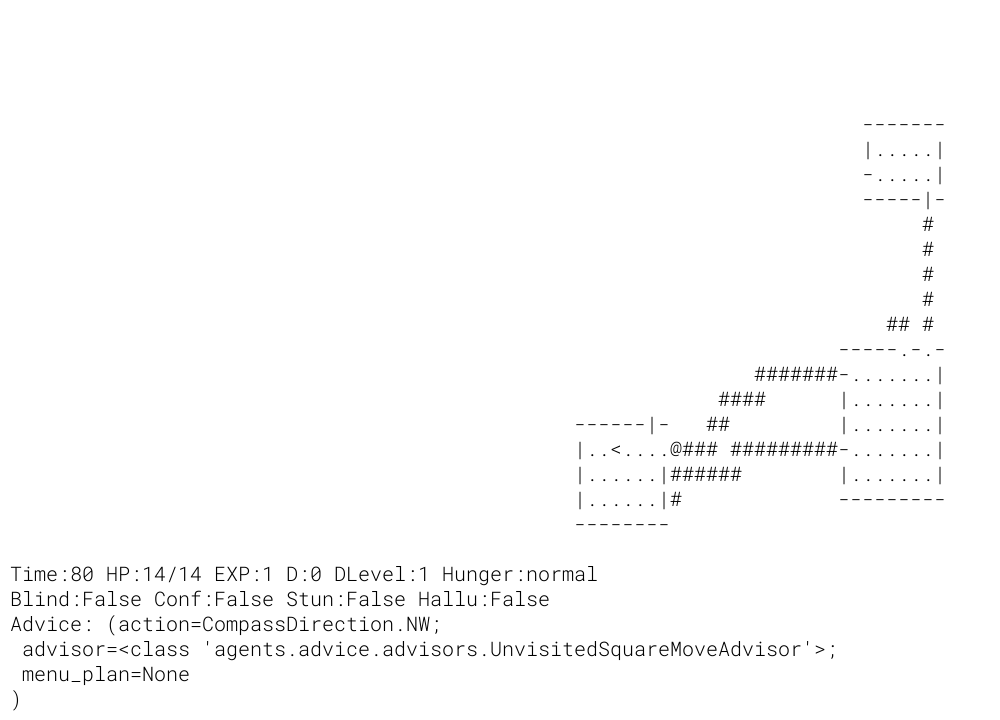 -------
                                                                        |.....|
                                                                        -.....|
                                                                        -----|-
                                                                             #
                                                                             #
                                                                             #
                                                                             #
                                                                          ## #
                                                                      -----.-.-
                                                               #######-.......|
                                                            ####      |.......|
                                                ------|-   ##         |.......|
                                                |..<....@### #########-.......|
                                                |......|######        |.......|
                                                |......|#             ---------
                                                --------
Time:80 HP:14/14 EXP:1 D:0 DLevel:1 Hunger:normal
Blind:False Conf:False Stun:False Hallu:False
Advice: (action=CompassDirection.NW;
 advisor=<class 'agents.advice.advisors.UnvisitedSquareMoveAdvisor'>;
 menu_plan=None
)